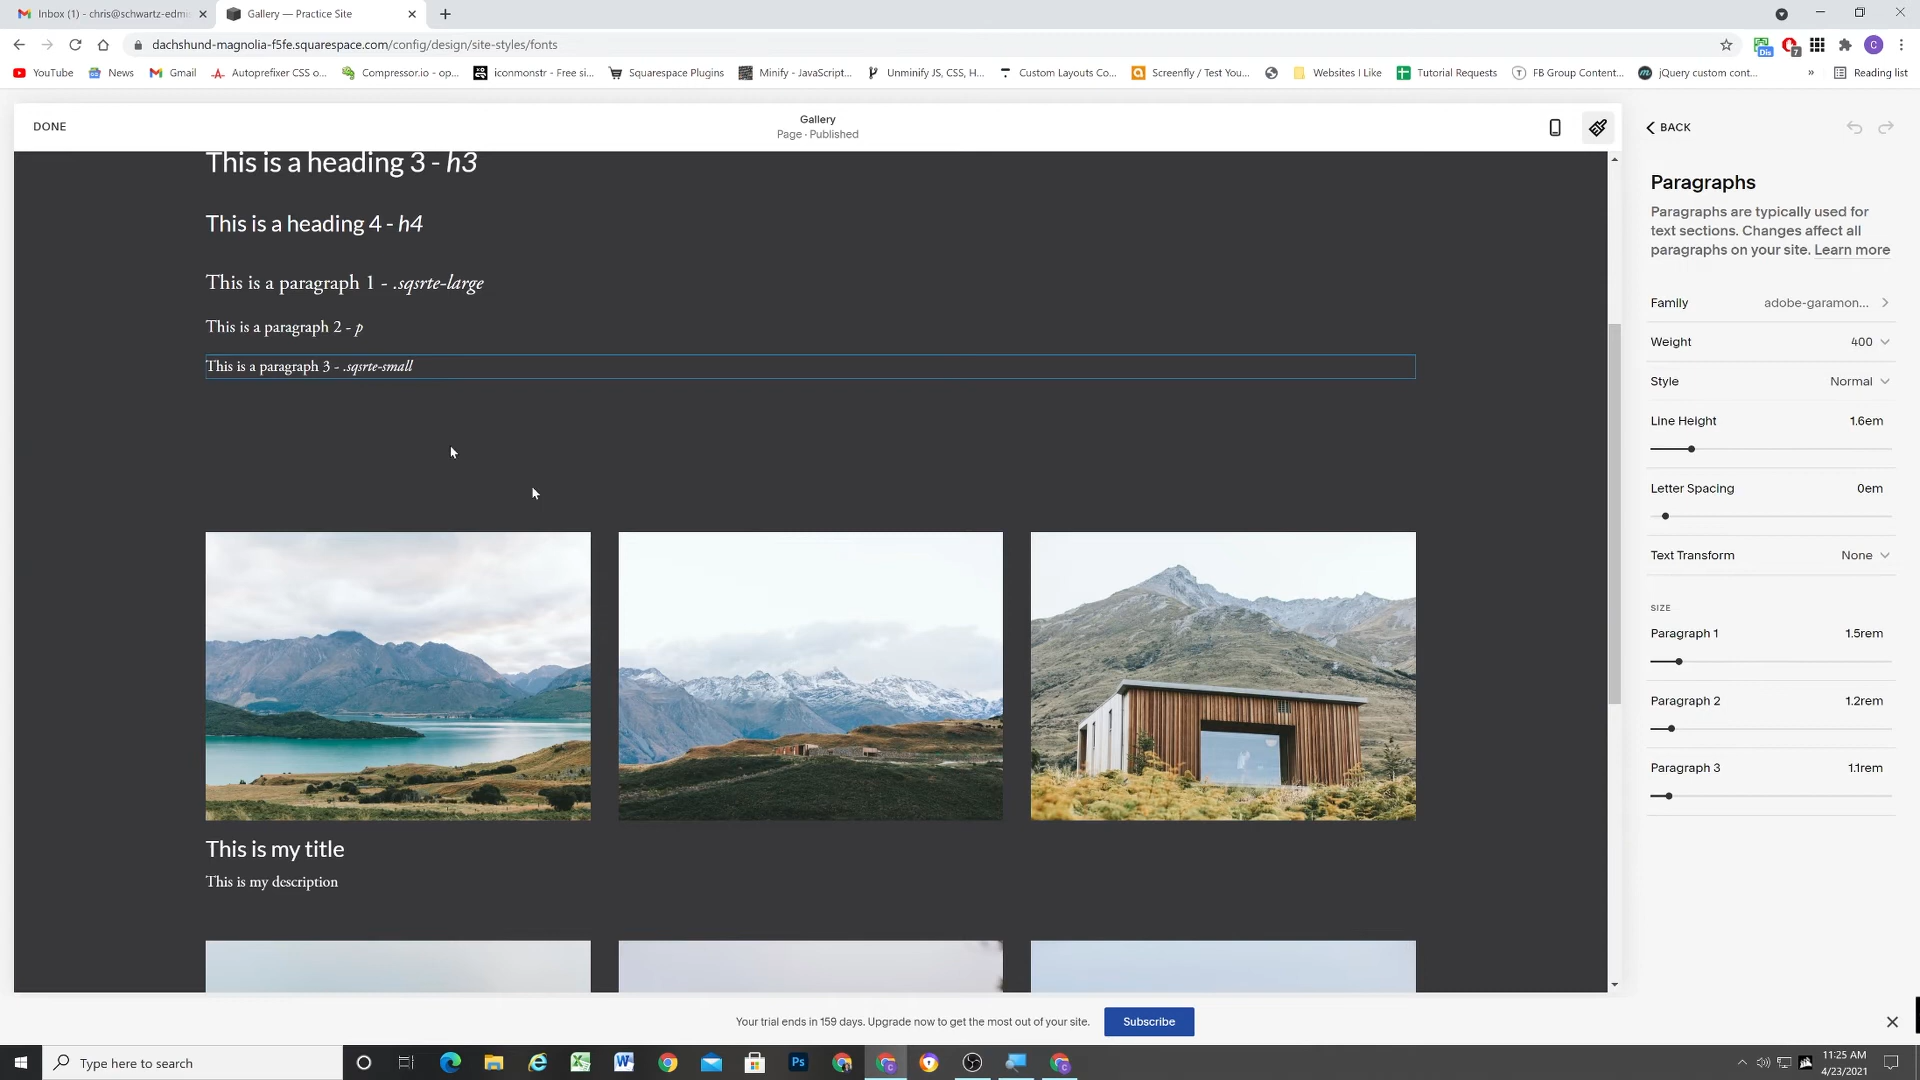 Inbox (1) - chris@schwartz-edmi
Gallery — Practice Site
dachshund-magnolia-f5fe.squarespace.com/config/design/site-styles/fonts
Dis
7
C
YouTube
News
Gmail
Autoprefixer CSS o...
Compressor.io - op...
iconmonstr - Free si...
Squarespace Plugins
Minify - JavaScript...
Unminify JS, CSS, H...
Custom Layouts Co...
Screenfly / Test You...
Websites I Like
Tutorial Requests
FB Group Content...
jQuery custom cont...
»
Reading list
DONE
Gallery
Page · Published
BACK
This is a heading 3 - h3
This is a heading 4 - h4
This is a paragraph 1 - .sqsrte-large
This is a paragraph 2 - p
This is a paragraph 3 - .sqsrte-small
This is my title
This is my description
Paragraphs
Paragraphs are typically used for
text sections. Changes affect all
paragraphs on your site. Learn more
Family adobe-garamon...
Weight 400
Style Normal
Line Height 1.6em
Letter Spacing 0em
Text Transform None
SIZE
Paragraph 1 1.5rem
Paragraph 2 1.2rem
Paragraph 3 1.1rem
Your trial ends in 159 days. Upgrade now to get the most out of your site.
Subscribe
Type here to search
Ps
11:25 AM
4/23/2021